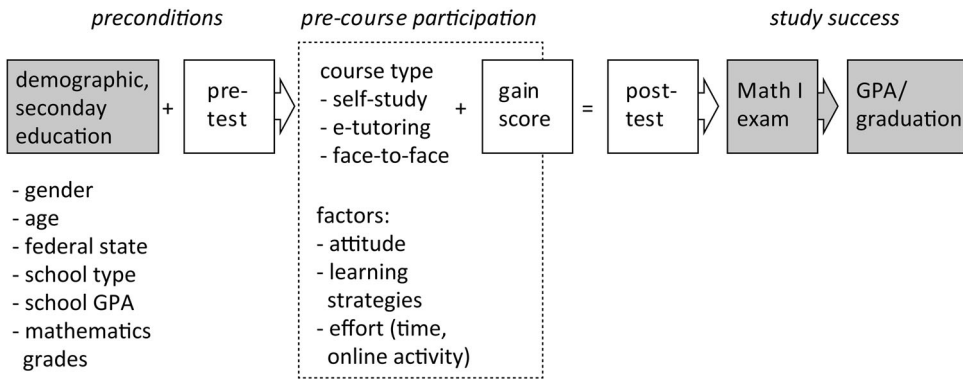 preconditions
pre-course participation
study success
demographic,
seconday
education
+
pre-
test
course type
- self-study
- e-tutoring
- face-to-face
+
gain
score
=
post-
test
Math I
exam
GPA/
graduation
- gender
- age
- federal state
- school type
- school GPA
- mathematics
grades
factors:
- attitude
- learning
strategies
- effort (time,
online activity)